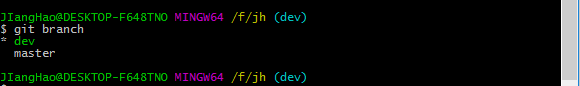 JIangHao@DESKTOP-F648TNO MINGW64 /f/jh (dev)
$ git branch
* dev
  master

JIangHao@DESKTOP-F648TNO MINGW64 /f/jh (dev)